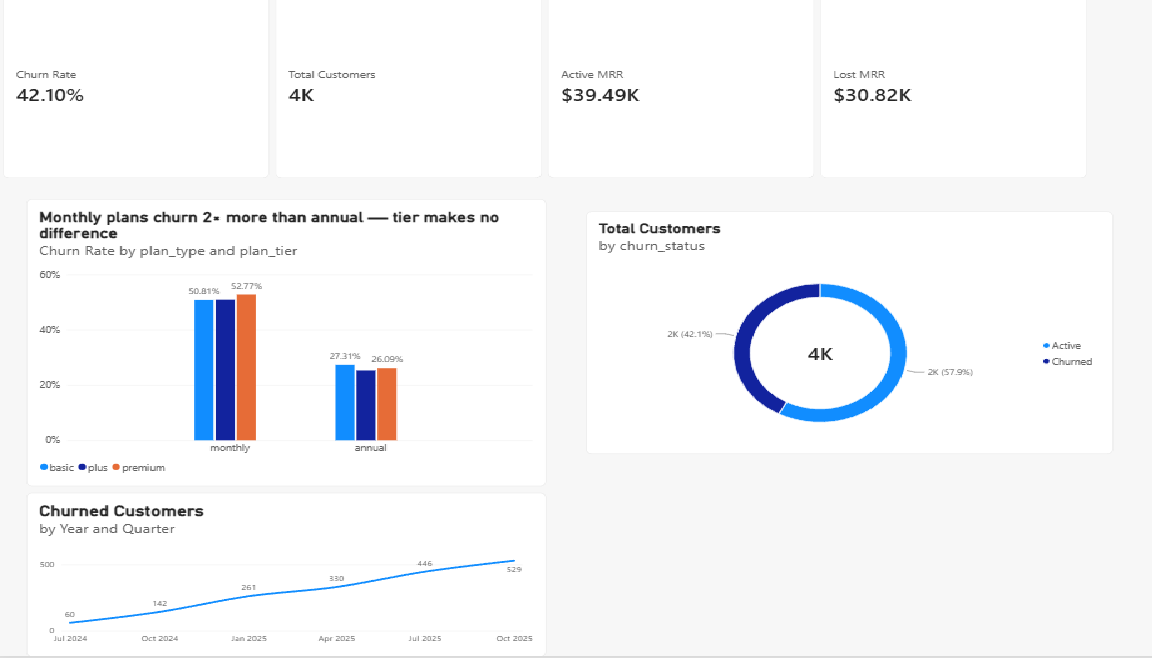 Churn Rate
42.10%
Total Customers
4K
Active MRR
$39.49K
Lost MRR
$30.82K
Monthly plans churn 2× more than annual — tier makes no
difference
Churn Rate by plan_type and plan_tier
60%
40%
20%
0%
50.81%
52.77%
27.31%
26.09%
monthly
annual
basic
plus
premium
Total Customers
by churn_status
2K (42.1%)
4K
2K (57.9%)
Active
Churned
Churned Customers
by Year and Quarter
500
0
60
142
261
330
446
529
Jul 2024
Oct 2024
Jan 2025
Apr 2025
Jul 2025
Oct 2025